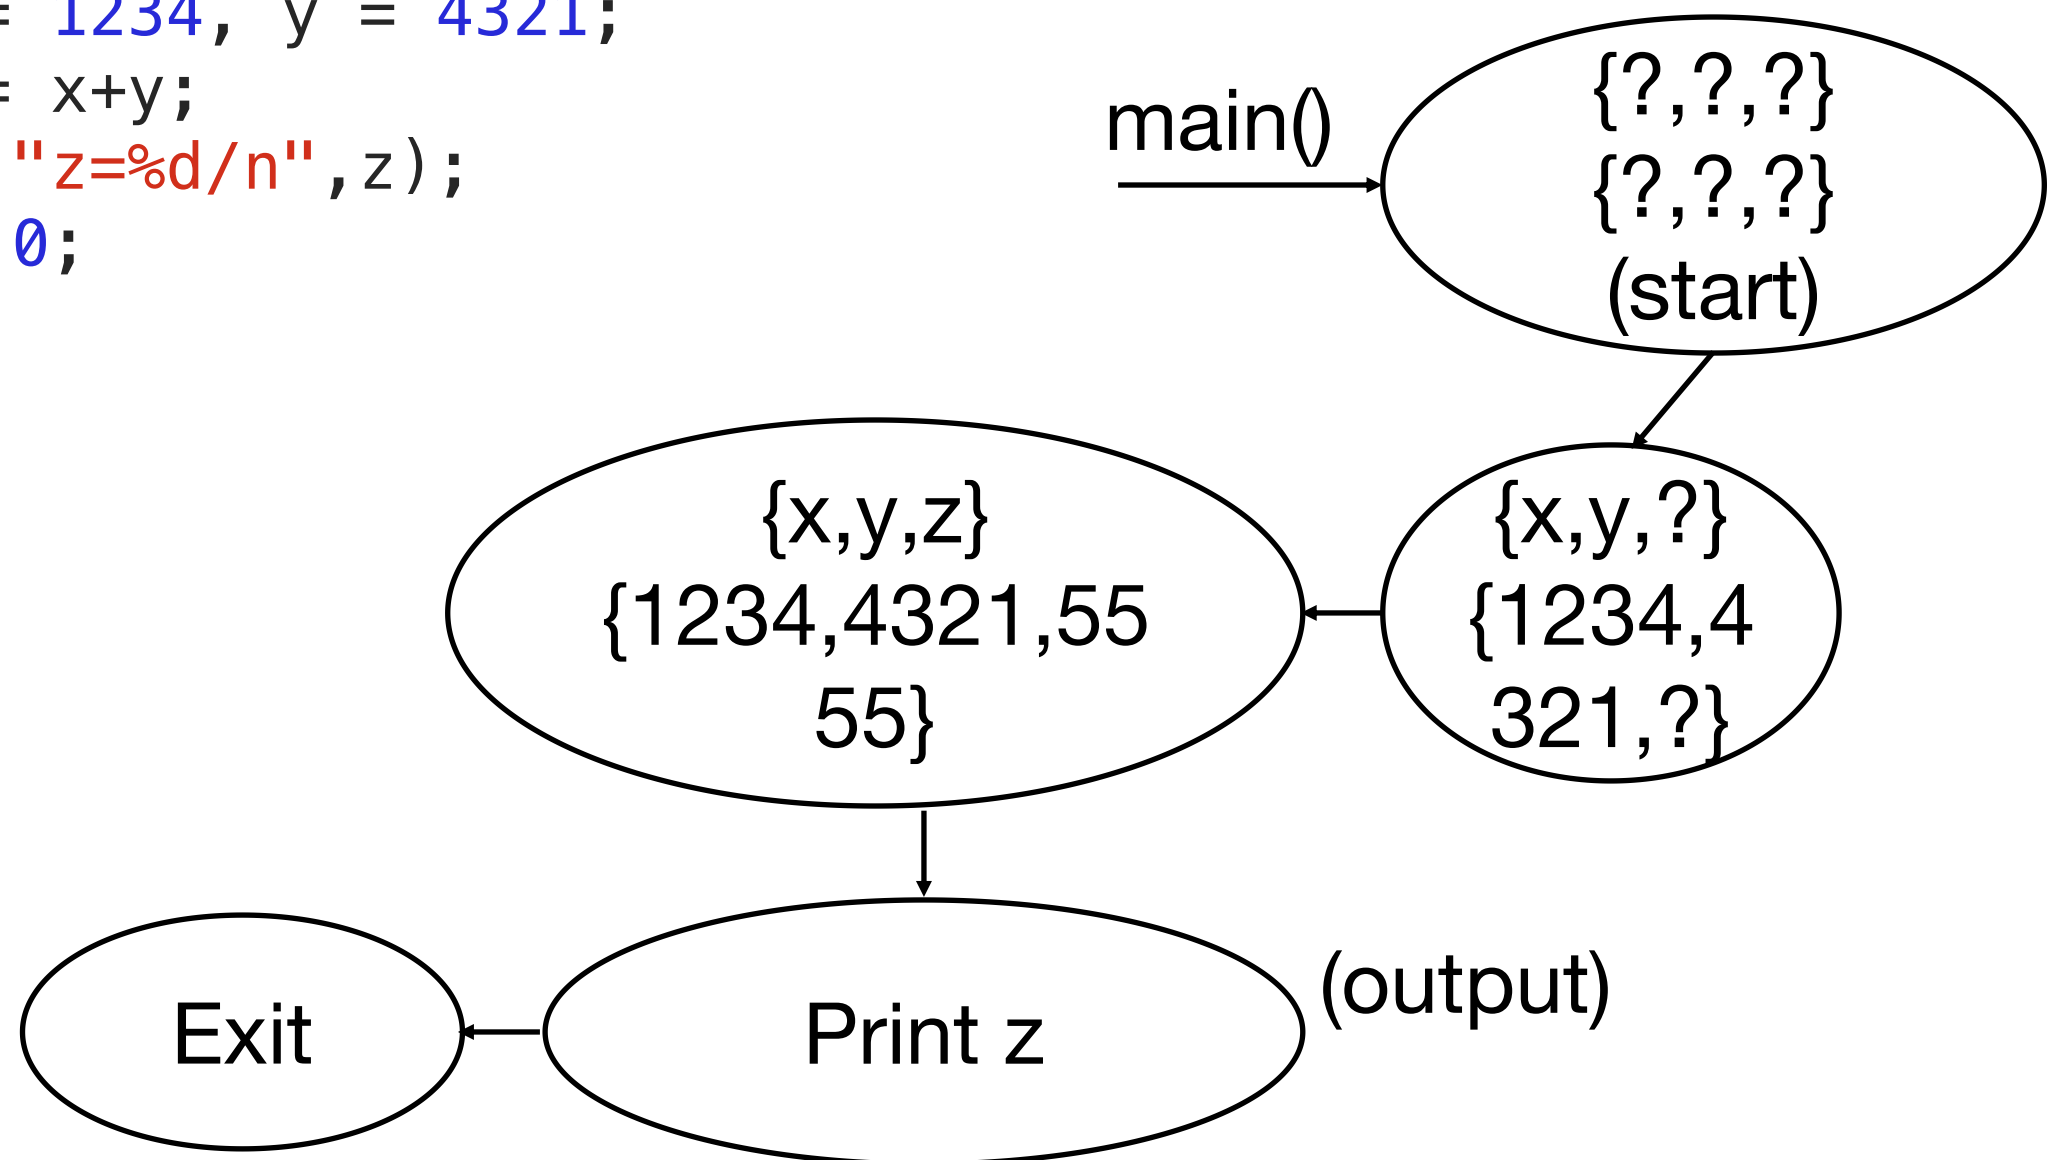 = 1234, y = 4321;
= x+y;
"z=%d/n",z);
0;
main()
{?,?,?}
{?,?,?}
(start)
{x,y,?}
{1234,4
321,?}
{x,y,z}
{1234,4321,55
55}
Print z
(output)
Exit